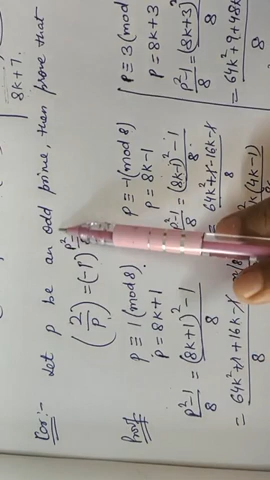 8k+7.
Cor:- Let p be an odd prime, then prove that
(2/p) = (-1)^p²-
Proof p ≡ 1 (mod 8) p ≡ -1 (mod 8) p ≡ 3 (mod
p = 8k+1 p = 8k-1 p = 8k+3
p²-1/8 = (8k+1)²-1/8 p²-1/8 = (8k-1)²-1/8 p²-1/8 = (8k+3)²/8
= 64k²+1+16k-1/8 = 64k²+1-16k-1/8 = 64k²+9+48k/8
k(4k-1)